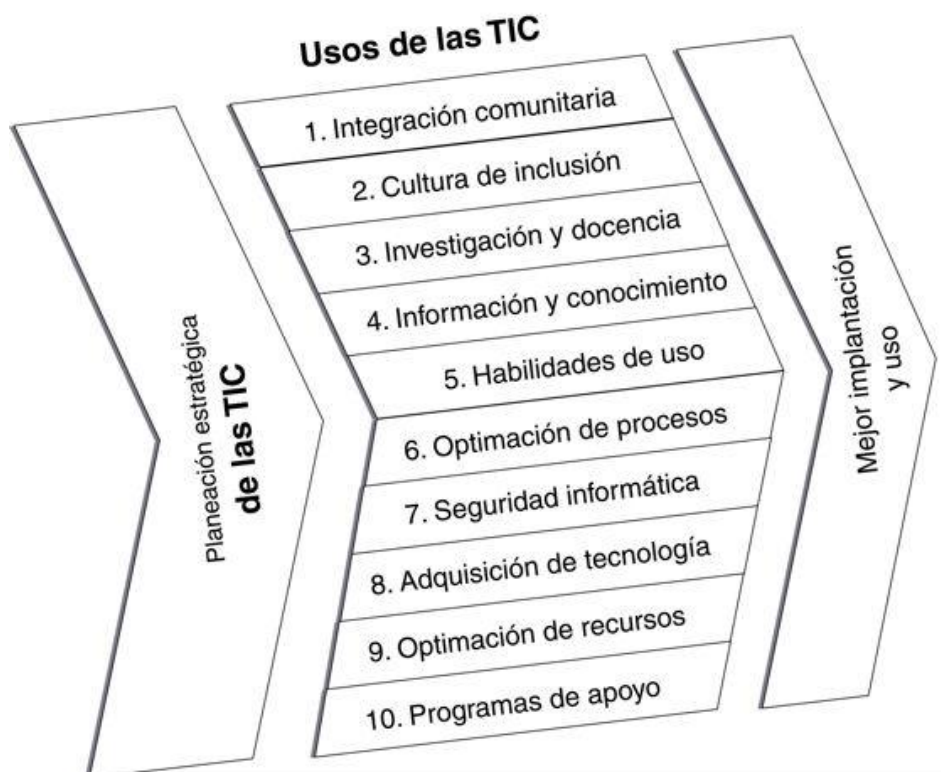 Usos de las TIC
Planeación estratégica
de las TIC
1. Integración comunitaria
2. Cultura de inclusión
3. Investigación y docencia
4. Información y conocimiento
5. Habilidades de uso
6. Optimación de procesos
7. Seguridad informática
8. Adquisición de tecnología
9. Optimación de recursos
10. Programas de apoyo
Mejor implantación
y uso